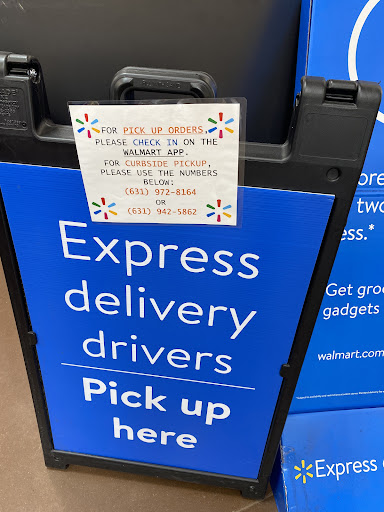 FOR PICK UP ORDERS,
PLEASE CHECK IN ON THE
WALMART APP.
FOR CURBSIDE PICKUP,
PLEASE USE THE NUMBERS
BELOW:
(631) 972-8164
OR
(631) 942-5862
Express
delivery
drivers
Pick up
here
ore
two
ess.*
Get gro
gadgets
walmart.com
Express